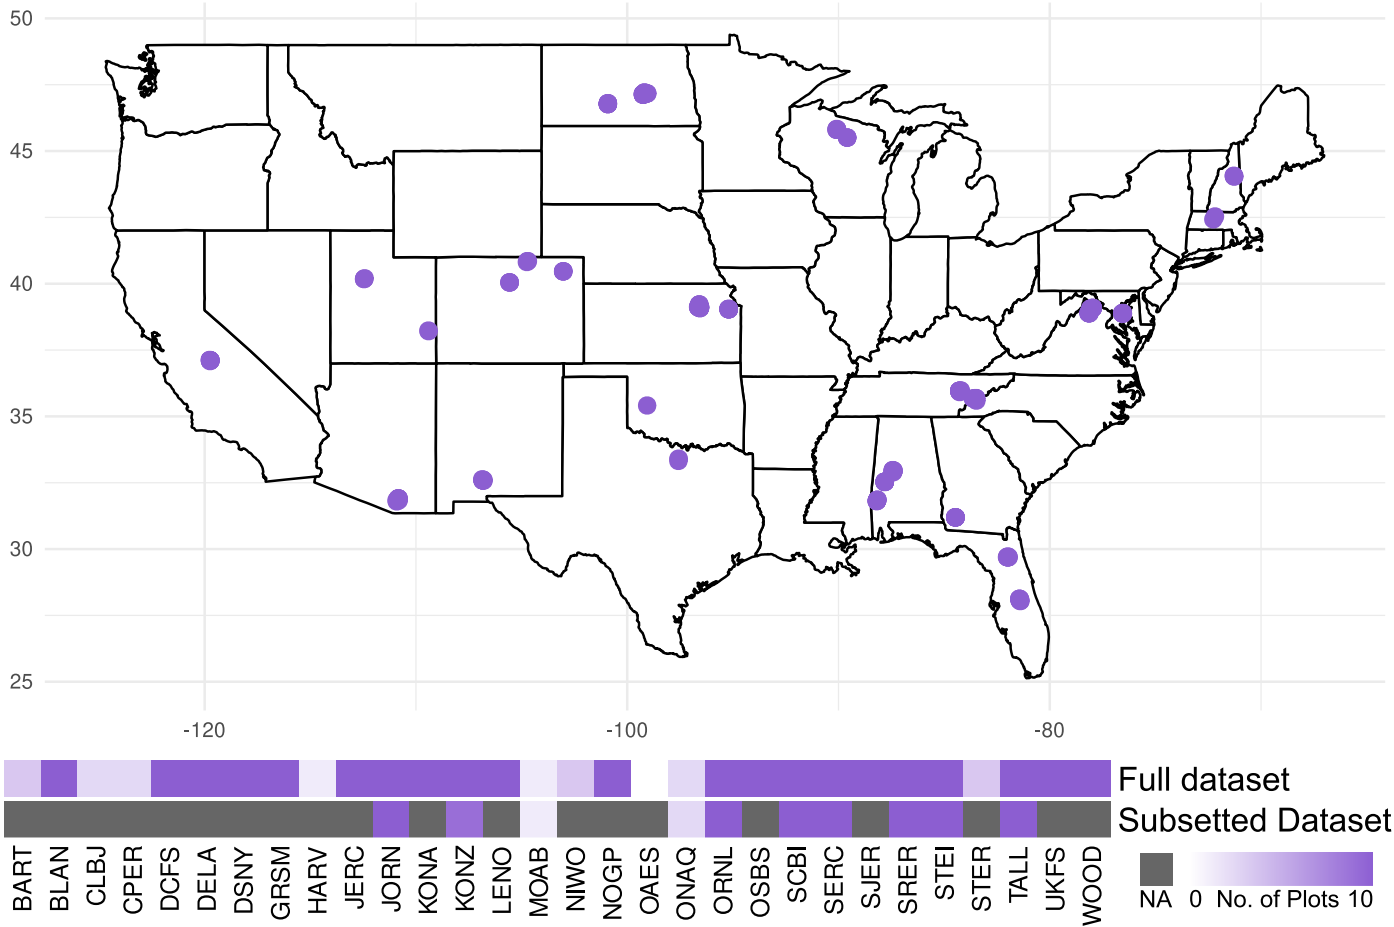 50
45
40
35
30
25
-120 -100 -80
Full dataset
Subsetted Dataset
BART BLAN CLBJ CPER DCFS DELA DSNY GRSM HARV JERC JORN KONA KONZ LENO MOAB NIWO NOGP OAES ONAQ ORNL OSBS SCBI SERC SJER SRER STEI STER TALL UKFS WOOD
NA 0 No. of Plots 10